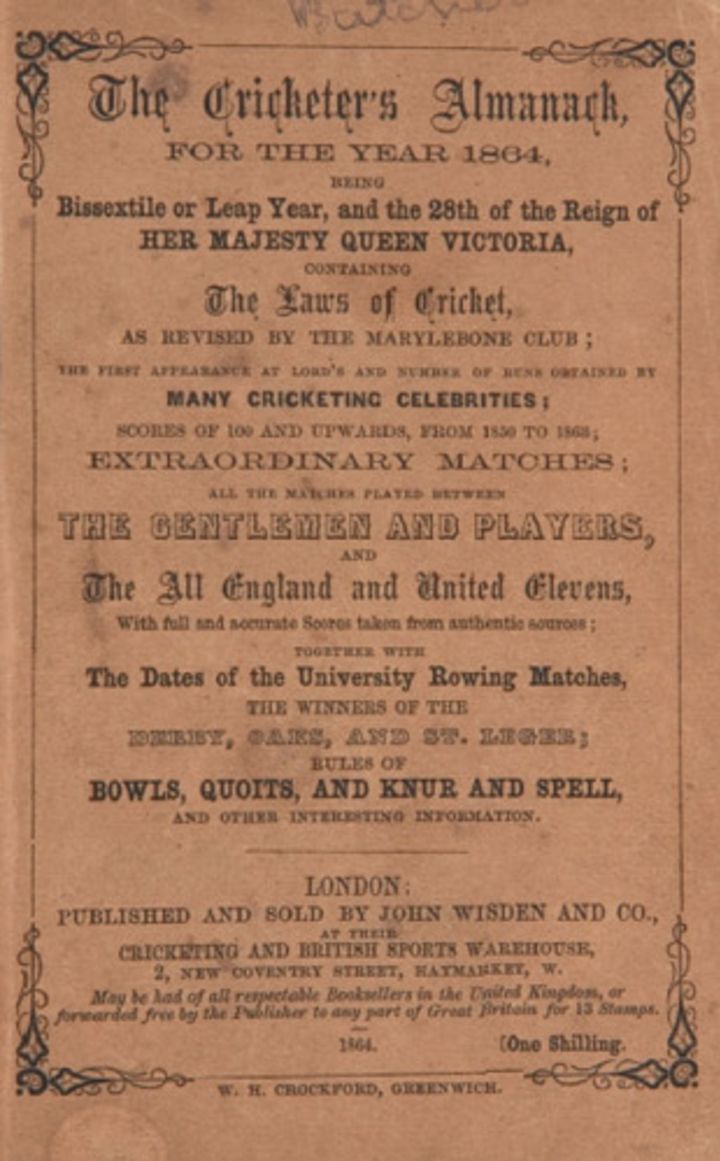 The Cricketer's Almanack,
FOR THE YEAR 1864,
BEING
Bissextile or Leap Year, and the 28th of the Reign of
HER MAJESTY QUEEN VICTORIA,
CONTAINING
The Laws of Cricket,
AS REVISED BY THE MARYLEBONE CLUB;
THE FIRST APPEARANCE AT LORD'S AND NUMBER OF RUNS OBTAINED BY
MANY CRICKETING CELEBRITIES;
SCORES OF 100 AND UPWARDS, FROM 1850 TO 1863;
EXTRAORDINARY MATCHES;
ALL THE MATCHES PLAYED BETWEEN
THE GENTLEMEN AND PLAYERS,
AND
The All England and United Elevens,
With full and accurate Scores taken from authentic sources;
TOGETHER WITH
The Dates of the University Rowing Matches,
THE WINNERS OF THE
DERBY, OAKS, AND ST. LEGER;
RULES OF
BOWLS, QUOITS, AND KNUR AND SPELL,
AND OTHER INTERESTING INFORMATION.
LONDON:
PUBLISHED AND SOLD BY JOHN WISDEN AND CO.,
AT THEIR
CRICKETING AND BRITISH SPORTS WAREHOUSE,
2, NEW COVENTRY STREET, HAYMARKET, W.
May be had of all respectable Booksellers in the United Kingdom, or
forwarded free by the Publisher to any part of Great Britain for 13 Stamps.
1864. [One Shilling.
W. H. CROCKFORD, GREENWICH.